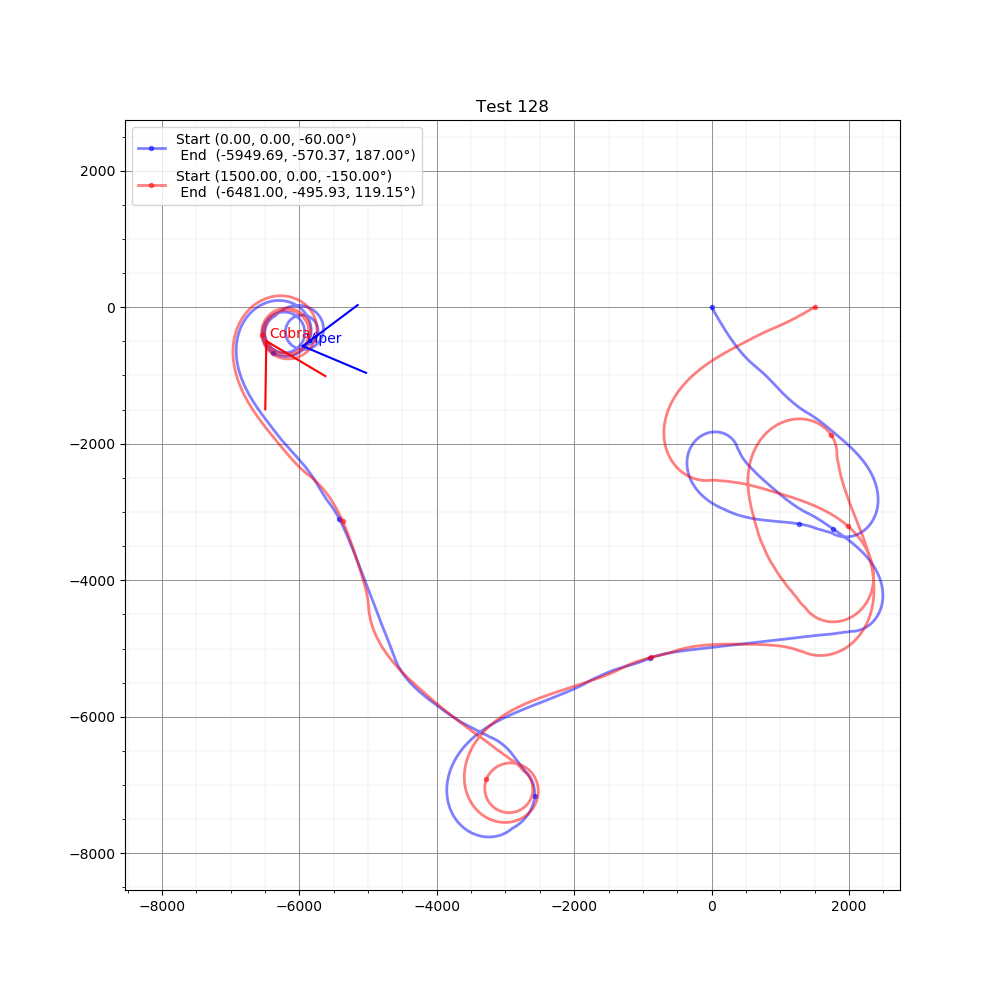 Test 128
Start (0.00, 0.00, -60.00°)
End  (-5949.69, -570.37, 187.00°)
Start (1500.00, 0.00, -150.00°)
End  (-6481.00, -495.93, 119.15°)
2000
0
−2000
−4000
−6000
−8000
Cobra
Viper
−8000
−6000
−4000
−2000
0
2000